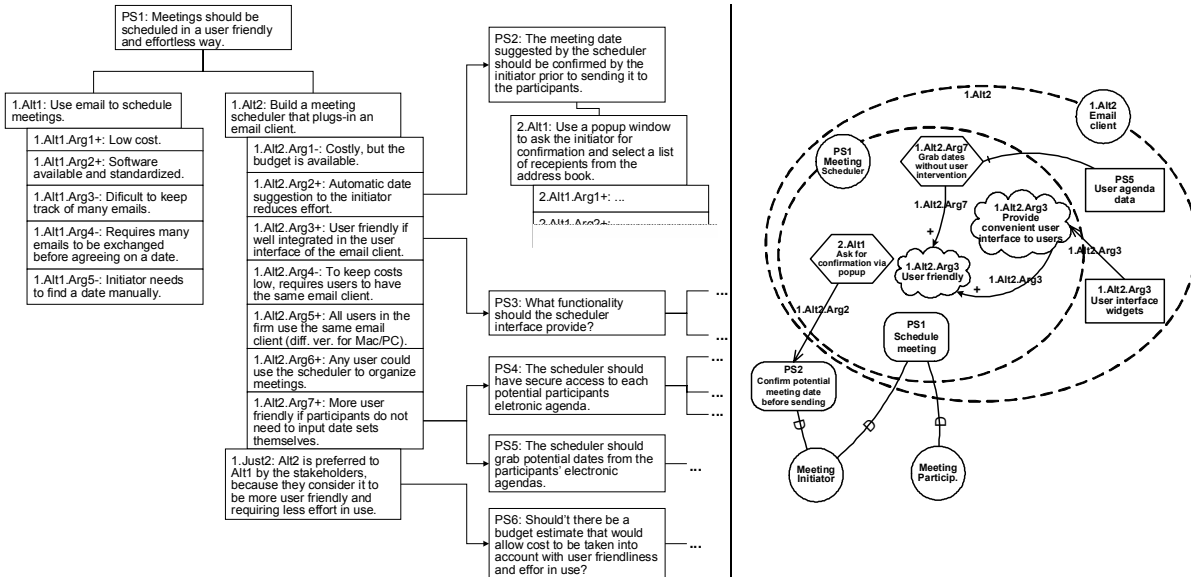 PS1: Meetings should be
scheduled in a user friendly
and effortless way.
1.Alt1: Use email to schedule
meetings.
1.Alt1.Arg1+: Low cost.
1.Alt1.Arg2+: Software
available and standardized.
1.Alt1.Arg3-: Dificult to keep
track of many emails.
1.Alt1.Arg4-: Requires many
emails to be exchanged
before agreeing on a date.
1.Alt1.Arg5-: Initiator needs
to find a date manually.
1.Alt2: Build a meeting
scheduler that plugs-in an
email client.
1.Alt2.Arg1-: Costly, but the
budget is available.
1.Alt2.Arg2+: Automatic date
suggestion to the initiator
reduces effort.
1.Alt2.Arg3+: User friendly if
well integrated in the user
interface of the email client.
1.Alt2.Arg4-: To keep costs
low, requires users to have
the same email client.
1.Alt2.Arg5+: All users in the
firm use the same email
client (diff. ver. for Mac/PC).
1.Alt2.Arg6+: Any user could
use the scheduler to organize
meetings.
1.Alt2.Arg7+: More user
friendly if participants do not
need to input date sets
themselves.
1.Just2: Alt2 is preferred to
Alt1 by the stakeholders,
because they consider it to
be more user friendly and
requiring less effort in use.
PS2: The meeting date
suggested by the scheduler
should be confirmed by the
initiator prior to sending it to
the participants.
2.Alt1: Use a popup window
to ask the initiator for
confirmation and select a list
of recepients from the
address book.
2.Alt1.Arg1+: ...
2.Alt1.Arg2+:
PS3: What functionality
should the scheduler
interface provide?
...
...
PS4: The scheduler should
have secure access to each
potential participants
eletronic agenda.
...
...
...
PS5: The scheduler should
grab potential dates from the
participants' electronic
agendas.
...
PS6: Should't there be a
budget estimate that would
allow cost to be taken into
account with user friendliness
and effor in use?
...
1.Alt2
1.Alt2
Email
client
PS1
Meeting
Scheduler
1.Alt2.Arg7
Grab dates
without user
intervention
PS5
User agenda
data
1.Alt2.Arg7
+
1.Alt2.Arg3
Provide
convenient user
interface to users
2.Alt1
Ask for
confirmation via
popup
1.Alt2.Arg3
User friendly
1.Alt2.Arg3
+
1.Alt2.Arg3
1.Alt2.Arg3
User interface
widgets
1.Alt2.Arg2
PS1
Schedule
meeting
PS2
Confirm potential
meeting date
before sending
D
D
D
Meeting
Initiator
Meeting
Particip.